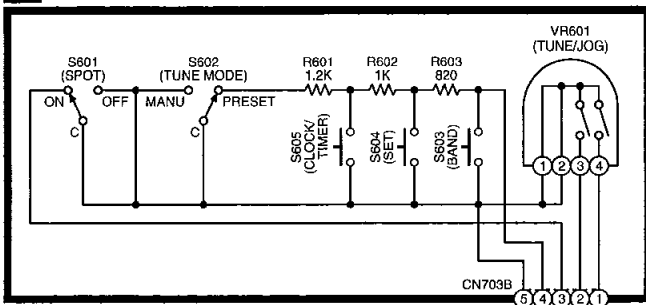 VR601
(TUNE/JOG)
S601
(SPOT)
S602
(TUNE MODE)
R601
1.2K
R602
1K
R603
820
ON
OFF
MANU
PRESET
C
C
S605
(CLOCK/
TIMER)
S604
(SET)
S603
(BAND)
1
2
3
4
CN703B
5
4
3
2
1